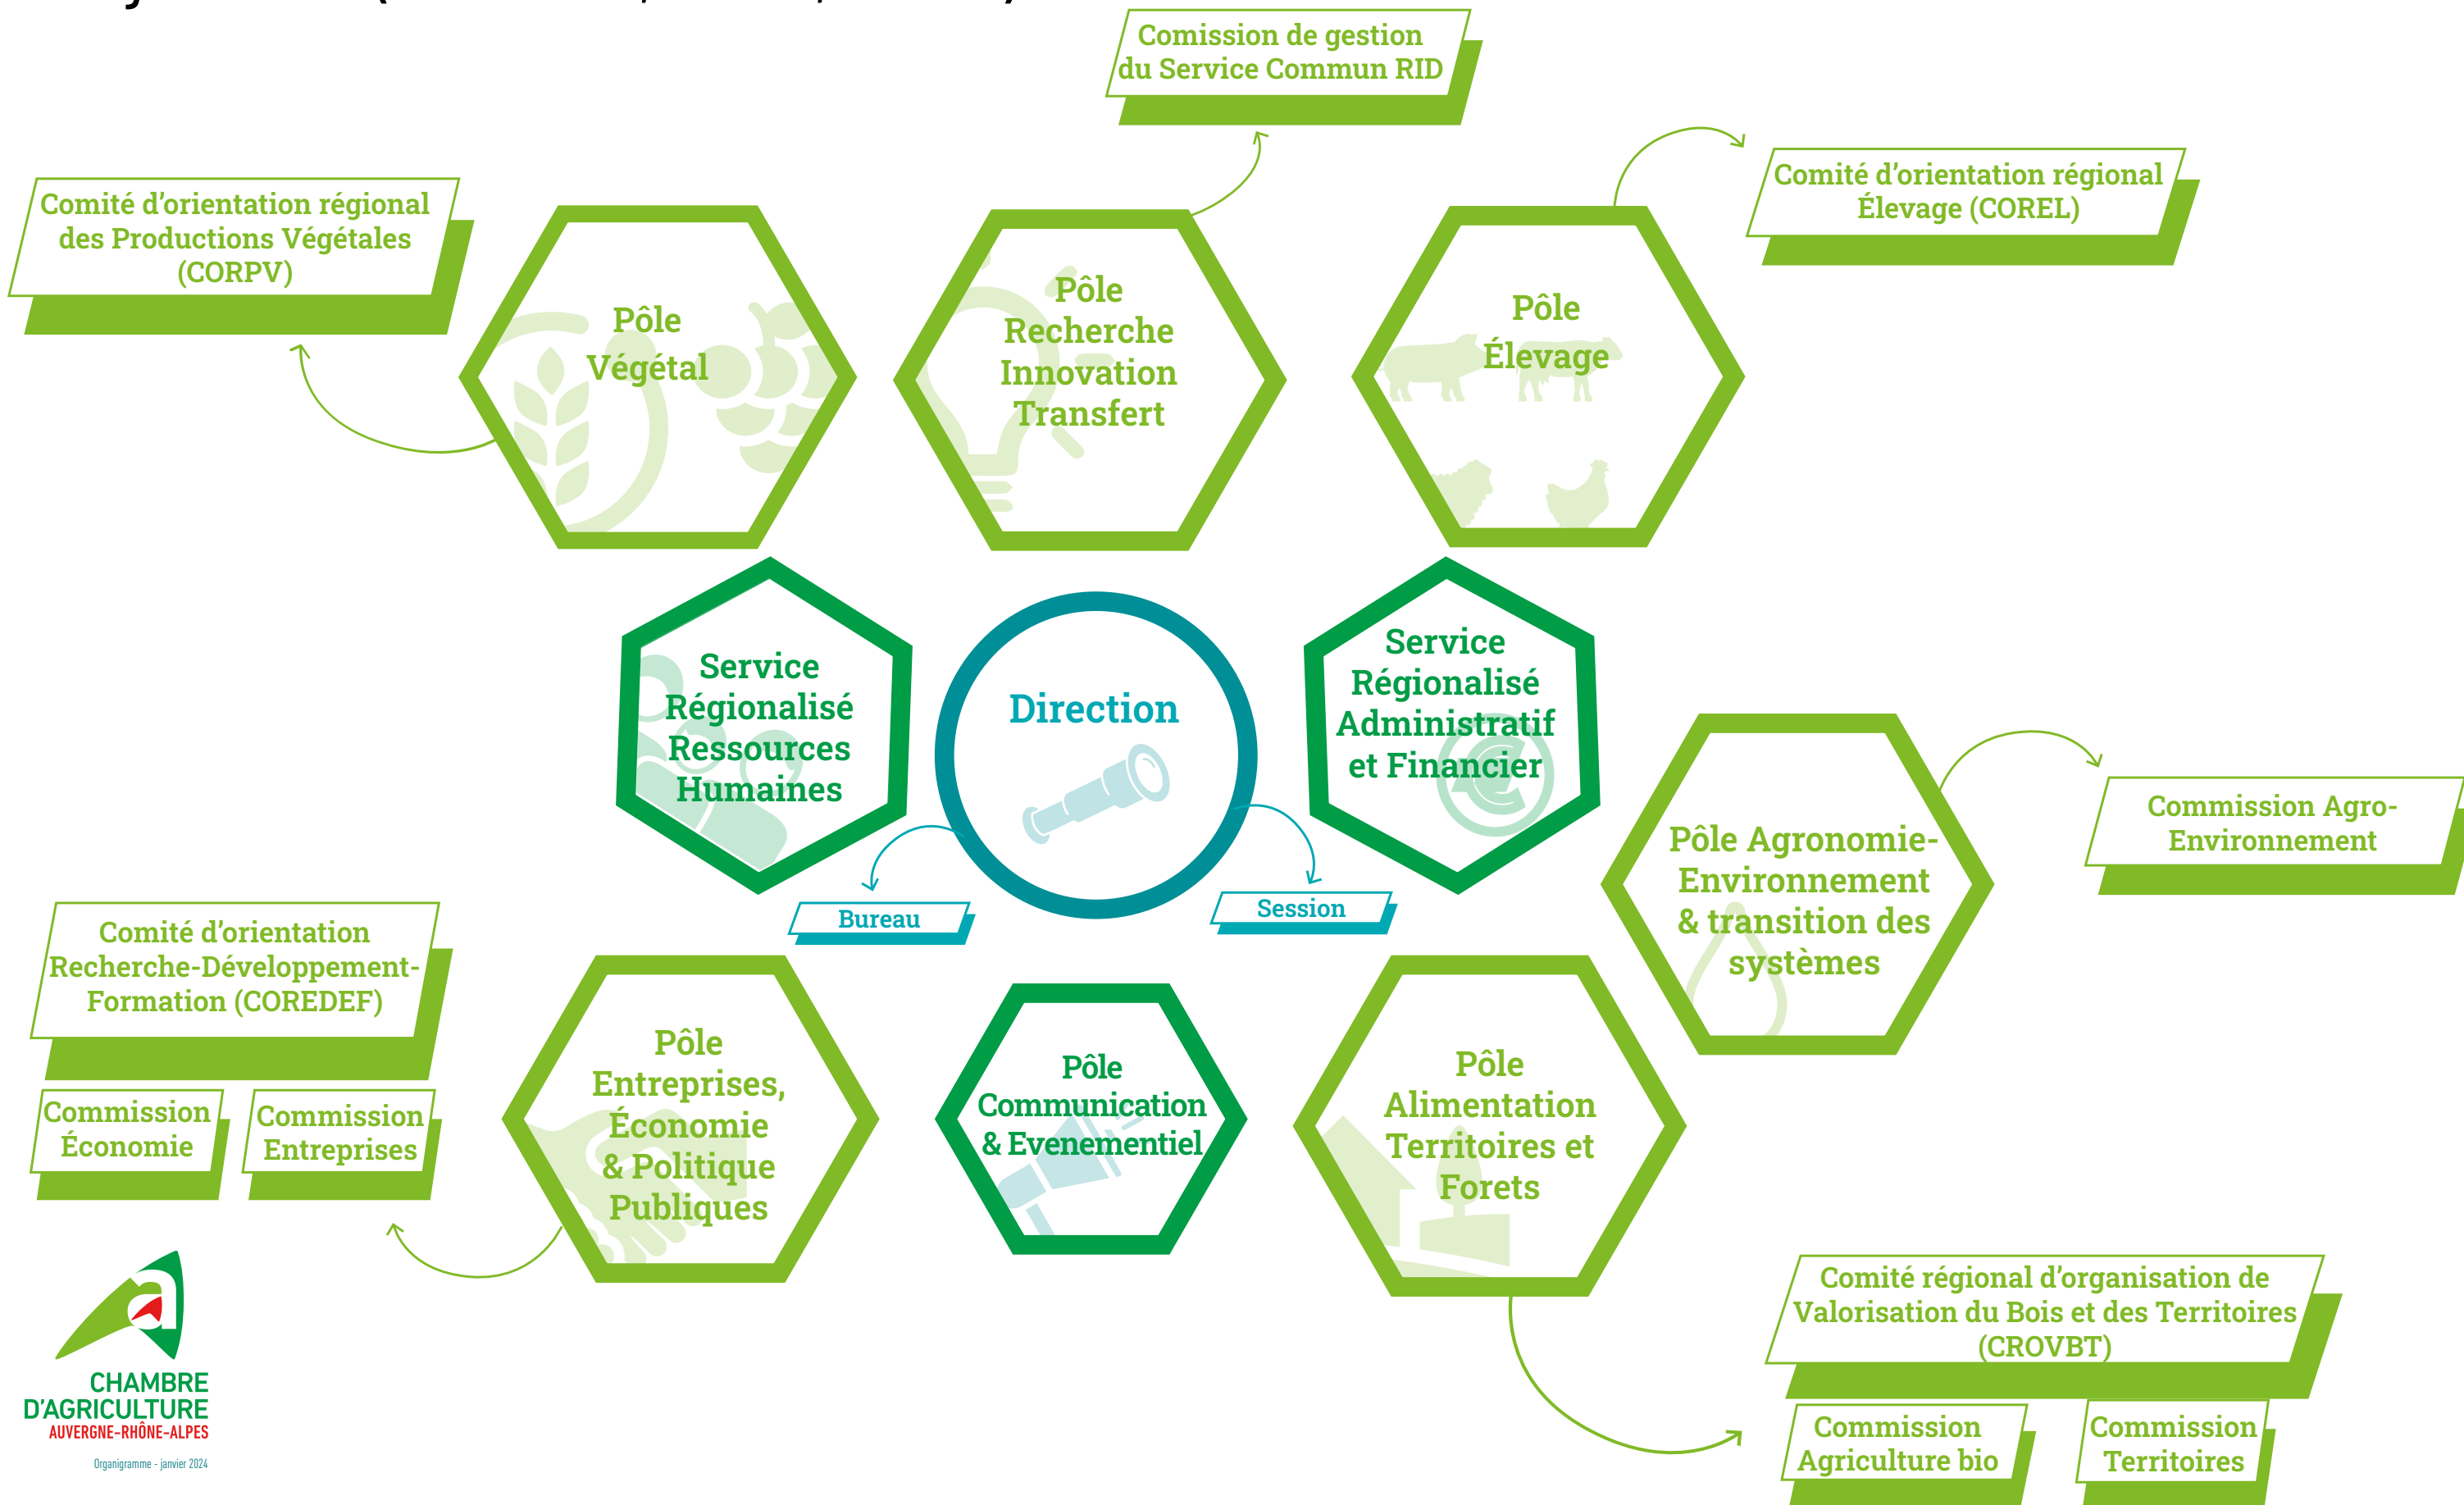 Comission de gestion
du Service Commun RID
Comité d’orientation régional
Élevage (COREL)
Comité d’orientation régional
des Productions Végétales
(CORPV)
Pôle
Végétal
Pôle
Recherche
Innovation
Transfert
Pôle
Élevage
Service
Régionalisé
Ressources
Humaines
Direction
Service
Régionalisé
Administratif
et Financier
Bureau
Session
Pôle Agronomie-
Environnement
& transition des
systèmes
Commission Agro-
Environnement
Comité d’orientation
Recherche-Développement-
Formation (COREDEF)
Commission
Économie
Commission
Entreprises
Pôle
Entreprises,
Économie
& Politique
Publiques
Pôle
Communication
& Evenementiel
Pôle
Alimentation
Territoires et
Forets
Comité régional d’organisation de
Valorisation du Bois et des Territoires
(CROVBT)
Commission
Agriculture bio
Commission
Territoires
CHAMBRE
D’AGRICULTURE
AUVERGNE-RHÔNE-ALPES
Organigramme - janvier 2024